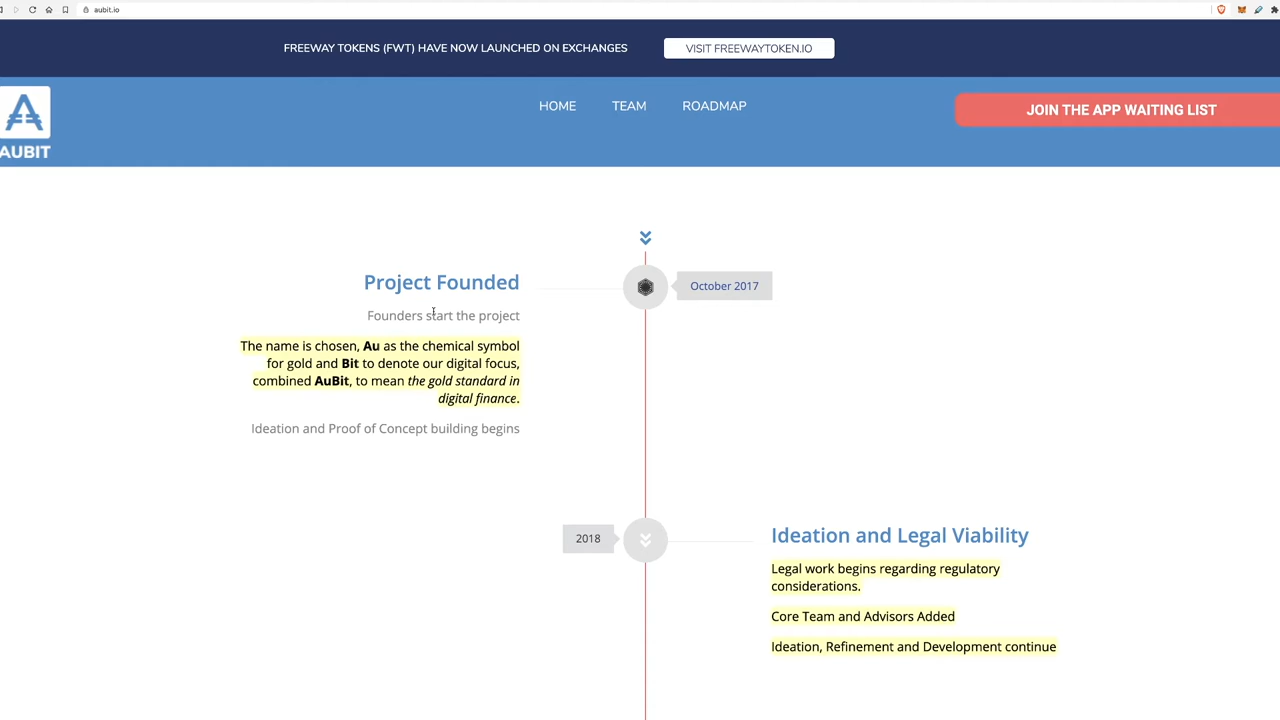 aubit.io
FREEWAY TOKENS (FWT) HAVE NOW LAUNCHED ON EXCHANGES
VISIT FREEWAYTOKEN.IO
AUBIT
HOME
TEAM
ROADMAP
JOIN THE APP WAITING LIST
Project Founded
October 2017
Founders start the project
The name is chosen, Au as the chemical symbol
for gold and Bit to denote our digital focus,
combined AuBit, to mean the gold standard in
digital finance.
Ideation and Proof of Concept building begins
2018
Ideation and Legal Viability
Legal work begins regarding regulatory
considerations.
Core Team and Advisors Added
Ideation, Refinement and Development continue